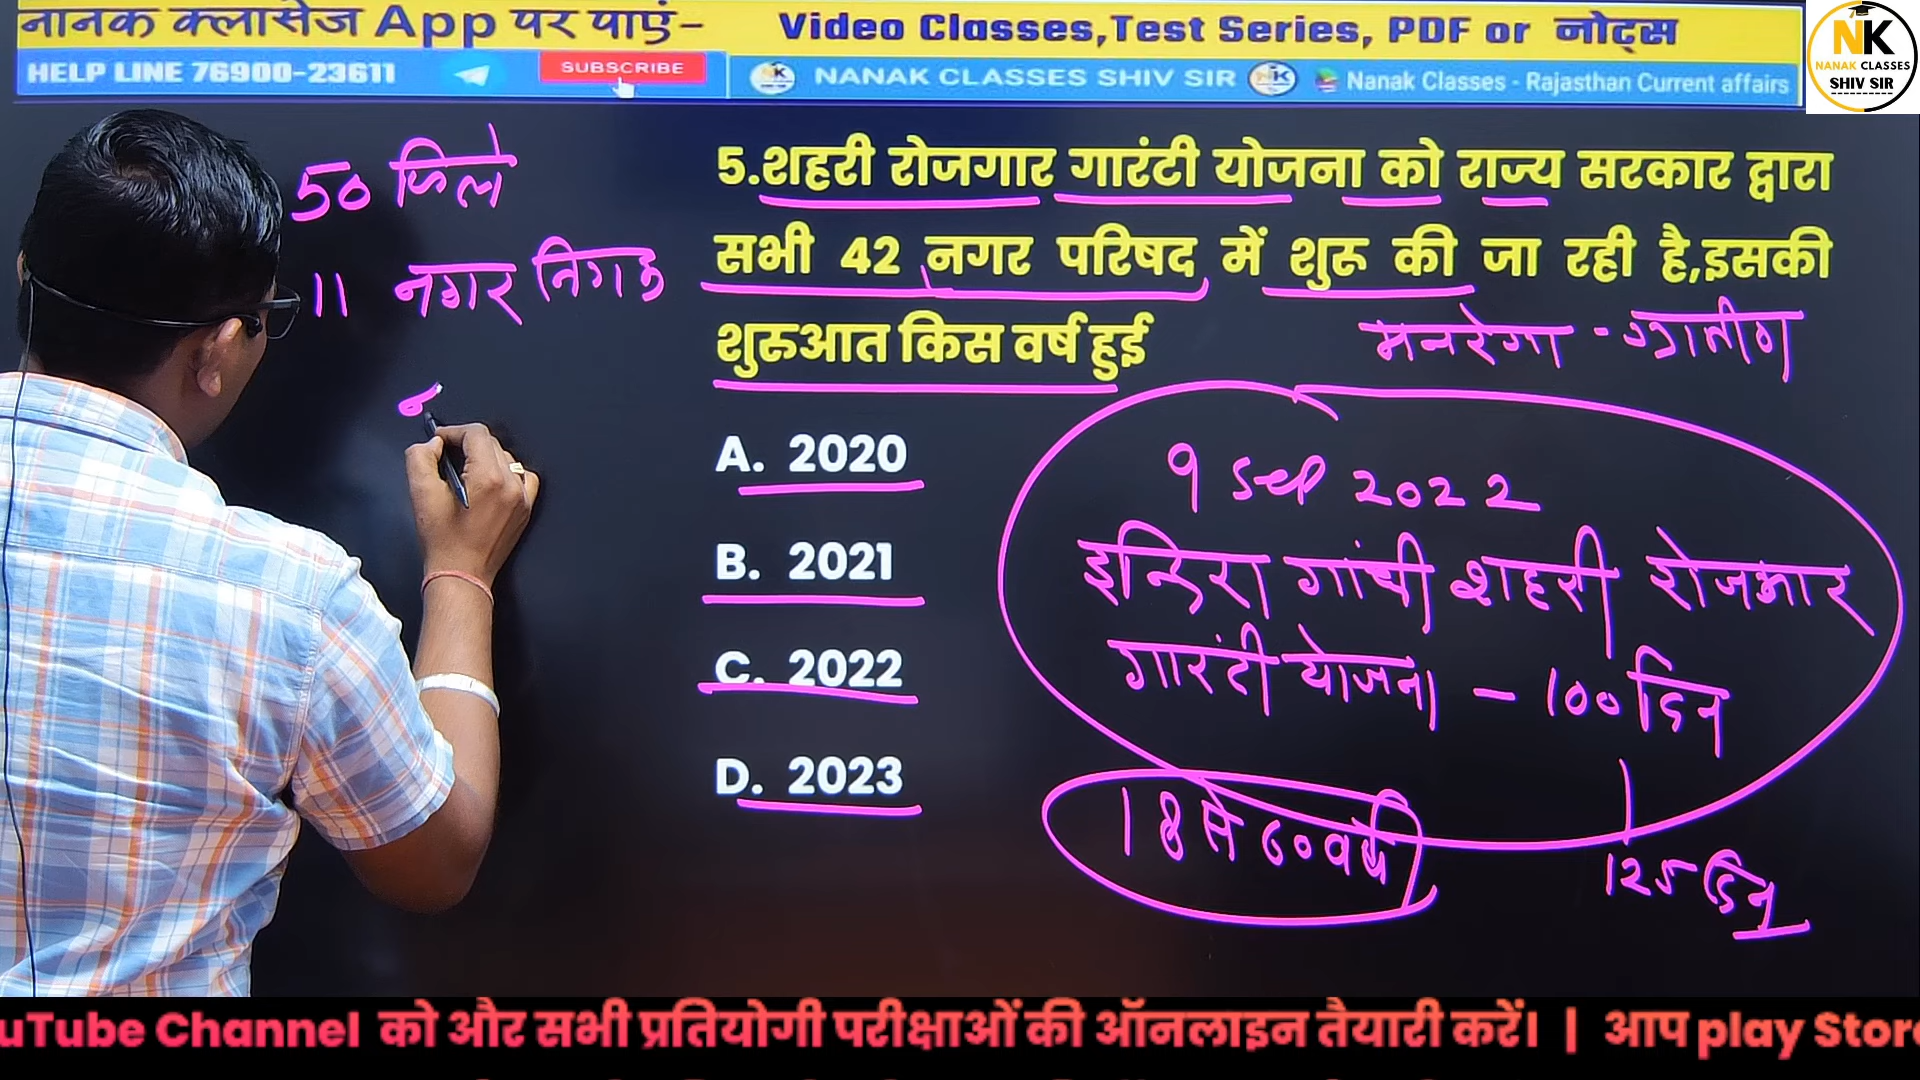 नानक क्लासेज App पर पाएं- Video Classes,Test Series, PDF or नोट्स
HELP LINE 76900-23611 SUBSCRIBE NANAK CLASSES SHIV SIR Nanak Classes - Rajasthan Current affairs
NK
NANAK CLASSES
SHIV SIR
5.शहरी रोजगार गारंटी योजना को राज्य सरकार द्वारा
सभी 42 नगर परिषद में शुरू की जा रही है,इसकी
शुरुआत किस वर्ष हुई
A. 2020
B. 2021
C. 2022
D. 2023
50 जिले
11 नगर निगम
मनरेगा - ग्रामीण
9 Sep 2022
इन्दिरा गांधी शहरी रोजगार
गारंटी योजना - 100 दिन
18 से 60 वर्ष
125 दिन
uTube Channel को और सभी प्रतियोगी परीक्षाओं की ऑनलाइन तैयारी करें। | आप play Store